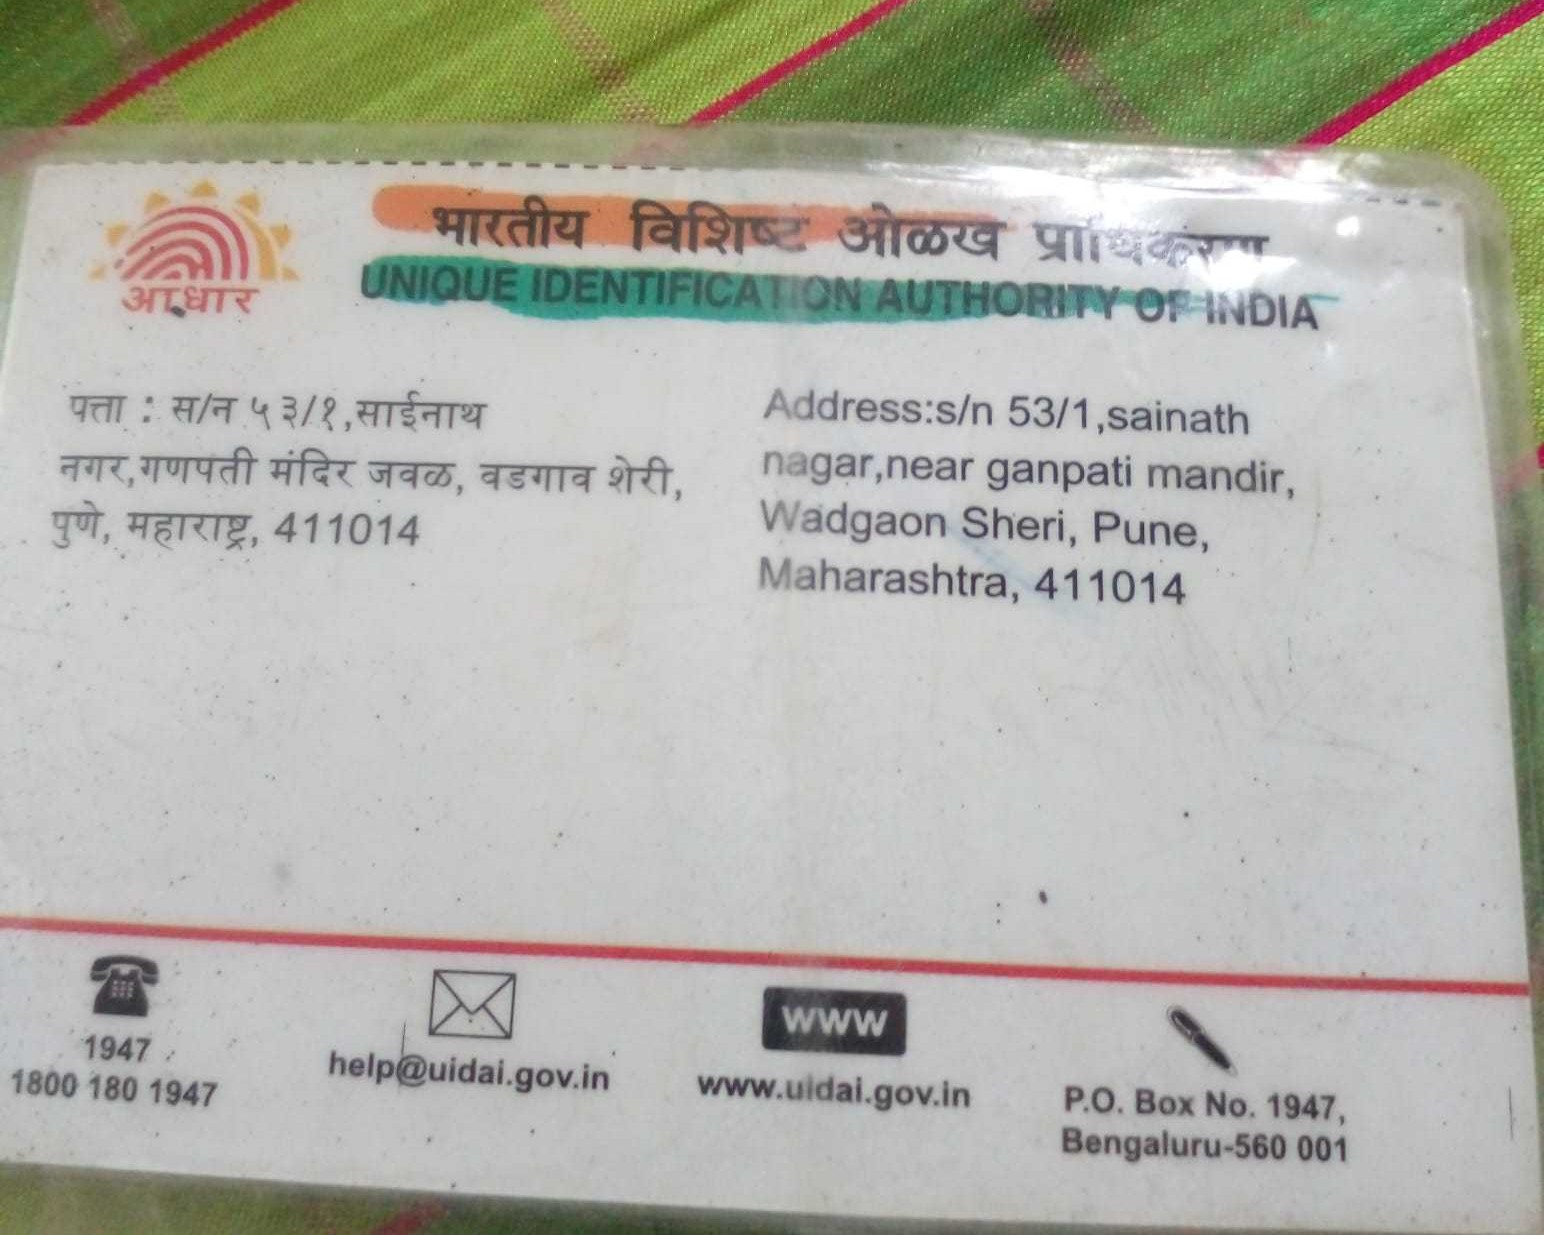 आधार
भारतीय विशिष्ट ओळख प्राधिकरण
UNIQUE IDENTIFICATION AUTHORITY OF INDIA
पत्ता : स/न ५३/१,साईनाथ
नगर,गणपती मंदिर जवळ, वडगाव शेरी,
पुणे, महाराष्ट्र, 411014
Address:s/n 53/1,sainath
nagar,near ganpati mandir,
Wadgaon Sheri, Pune,
Maharashtra, 411014
1947
1800 180 1947
help@uidai.gov.in
www
www.uidai.gov.in
P.O. Box No. 1947,
Bengaluru-560 001